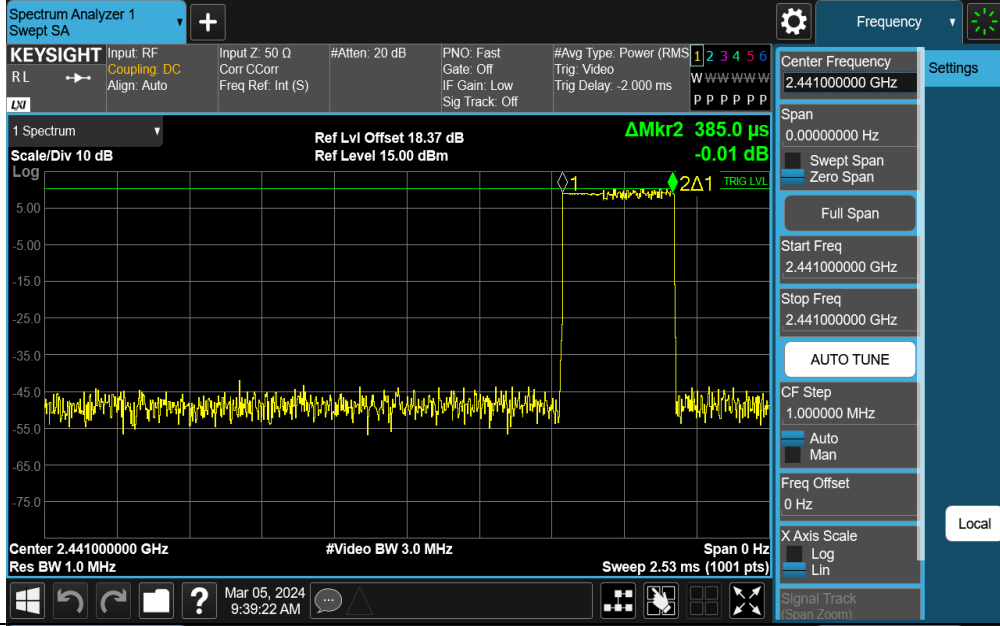 Spectrum Analyzer 1
Swept SA
Frequency
KEYSIGHT
R L
LXI
Input: RF
Coupling: DC
Align: Auto
Input Z: 50 Ω
Corr CCorr
Freq Ref: Int (S)
#Atten: 20 dB
PNO: Fast
Gate: Off
IF Gain: Low
Sig Track: Off
#Avg Type: Power (RMS
Trig: Video
Trig Delay: -2.000 ms
1 2 3 4 5 6
W W W W W W
P P P P P P
1 Spectrum
Scale/Div 10 dB
Log
Ref Lvl Offset 18.37 dB
Ref Level 15.00 dBm
ΔMkr2 385.0 µs
-0.01 dB
1
2Δ1
TRIG LVL
5.00
-5.00
-15.0
-25.0
-35.0
-45.0
-55.0
-65.0
-75.0
Center 2.441000000 GHz
#Video BW 3.0 MHz
Span 0 Hz
Res BW 1.0 MHz
Sweep 2.53 ms (1001 pts)
?
Mar 05, 2024
9:39:22 AM
Center Frequency
2.441000000 GHz
Span
0.00000000 Hz
Swept Span
Zero Span
Full Span
Start Freq
2.441000000 GHz
Stop Freq
2.441000000 GHz
AUTO TUNE
CF Step
1.000000 MHz
Auto
Man
Freq Offset
0 Hz
X Axis Scale
Log
Lin
Signal Track
(Span Zoom)
Settings
Local